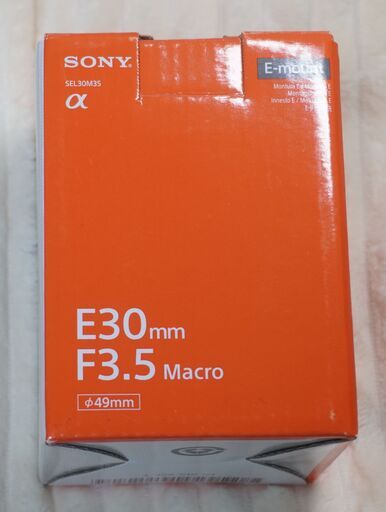 SONY
SEL30M35
α
E-mount
E30mm
F3.5 Macro
φ49mm